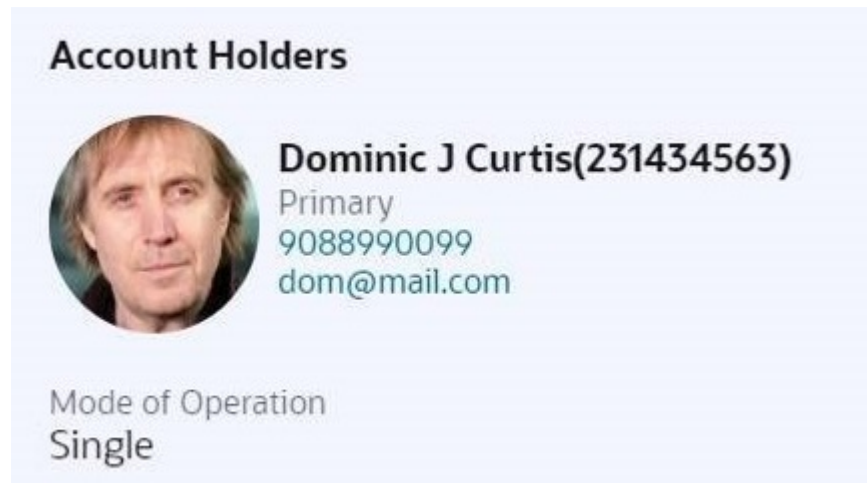 Account Holders
Dominic J Curtis(231434563)
Primary
9088990099
dom@mail.com
Mode of Operation
Single